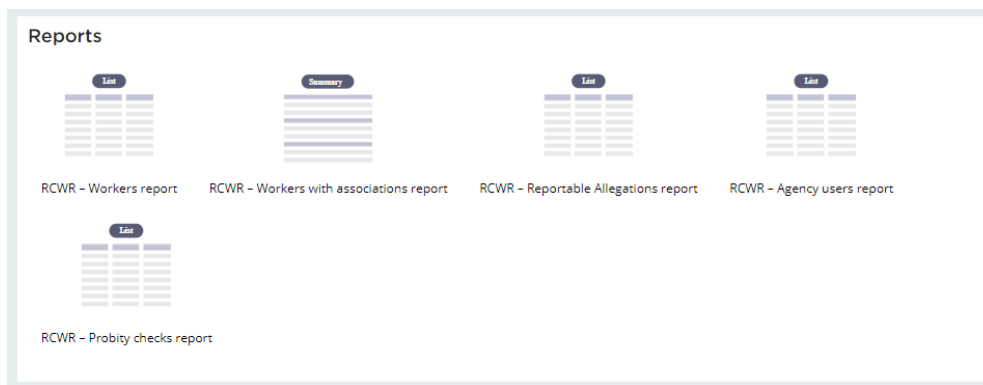 Reports
List
Summary
List
List
RCWR – Workers report
RCWR – Workers with associations report
RCWR – Reportable Allegations report
RCWR – Agency users report
List
RCWR – Probity checks report